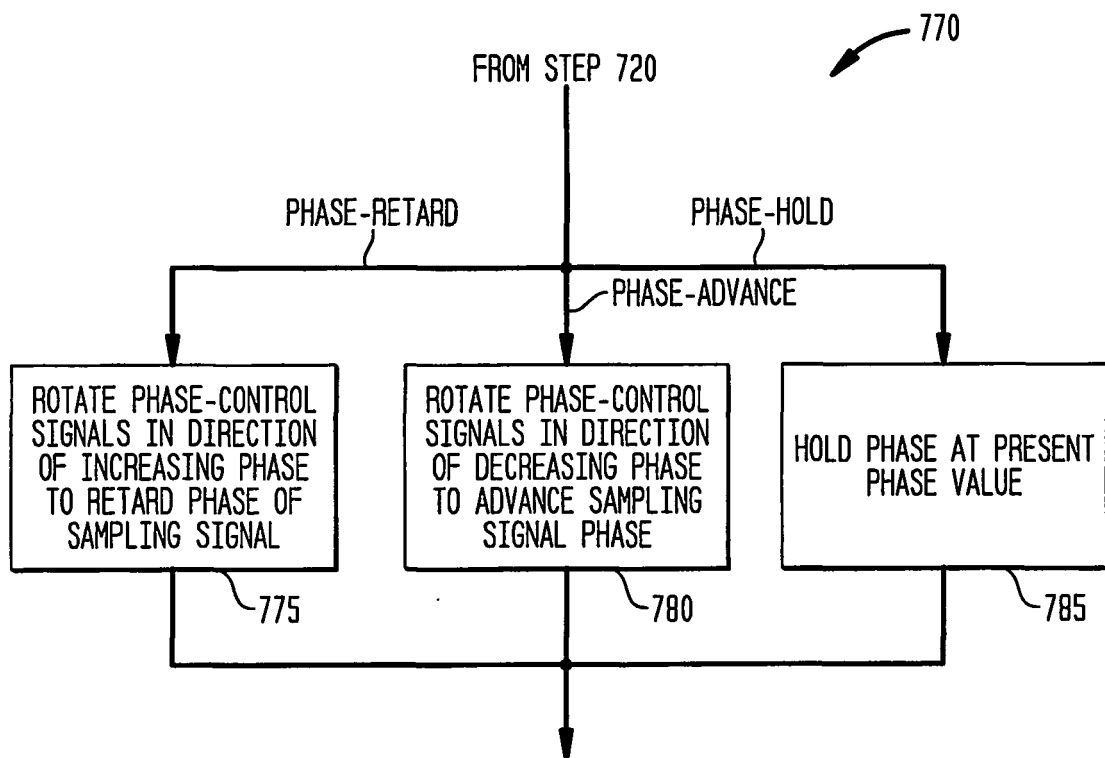 770
FROM STEP 720
PHASE-RETARD
PHASE-HOLD
PHASE-ADVANCE
ROTATE PHASE-CONTROL
SIGNALS IN DIRECTION
OF INCREASING PHASE
TO RETARD PHASE OF
SAMPLING SIGNAL
775
ROTATE PHASE-CONTROL
SIGNALS IN DIRECTION
OF DECREASING PHASE
TO ADVANCE SAMPLING
SIGNAL PHASE
780
HOLD PHASE AT PRESENT
PHASE VALUE
785